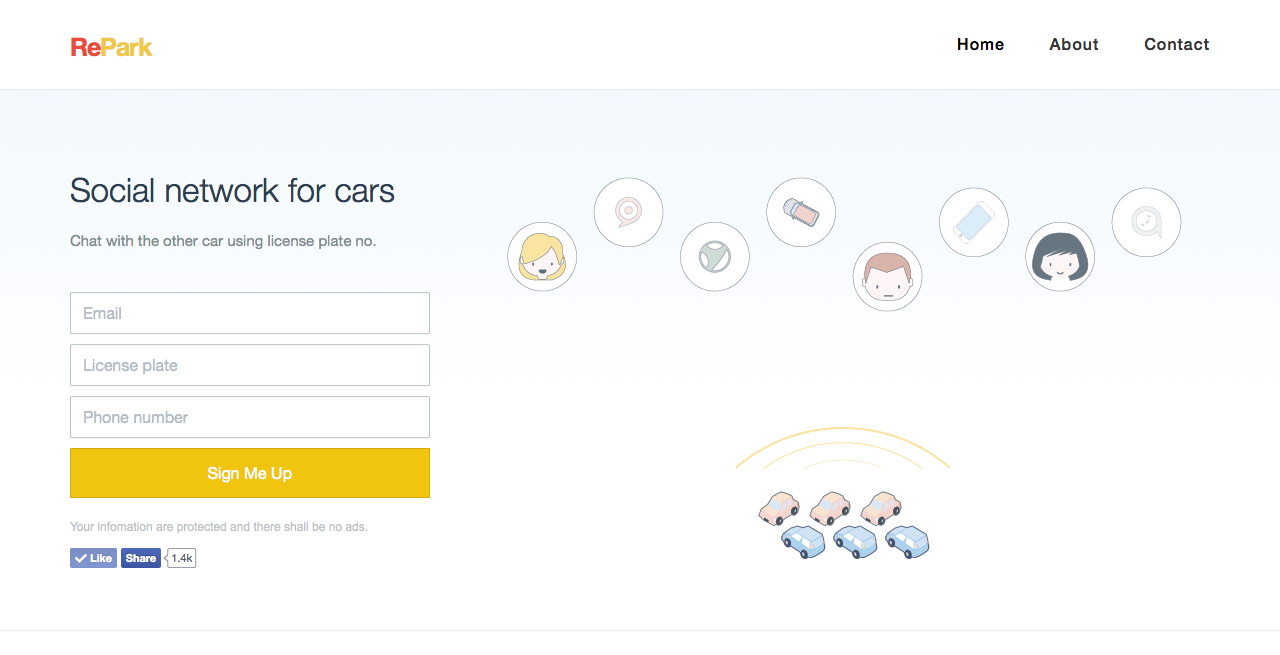 RePark
Home About Contact
Social network for cars
Chat with the other car using license plate no.
Email
License plate
Phone number
Sign Me Up
Your infomation are protected and there shall be no ads.
Like Share 1.4k